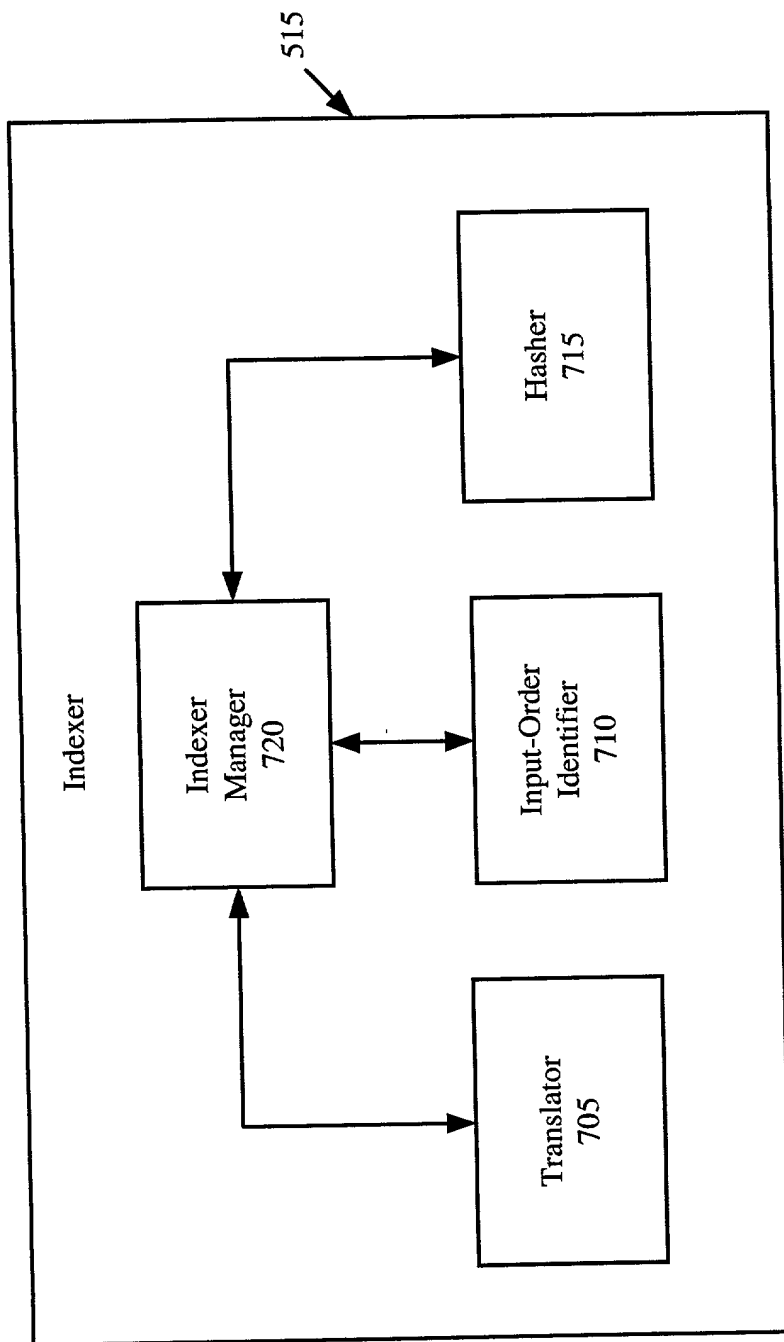 Indexer
515
Indexer
Manager
720
Translator
705
Input-Order
Identifier
710
Hasher
715